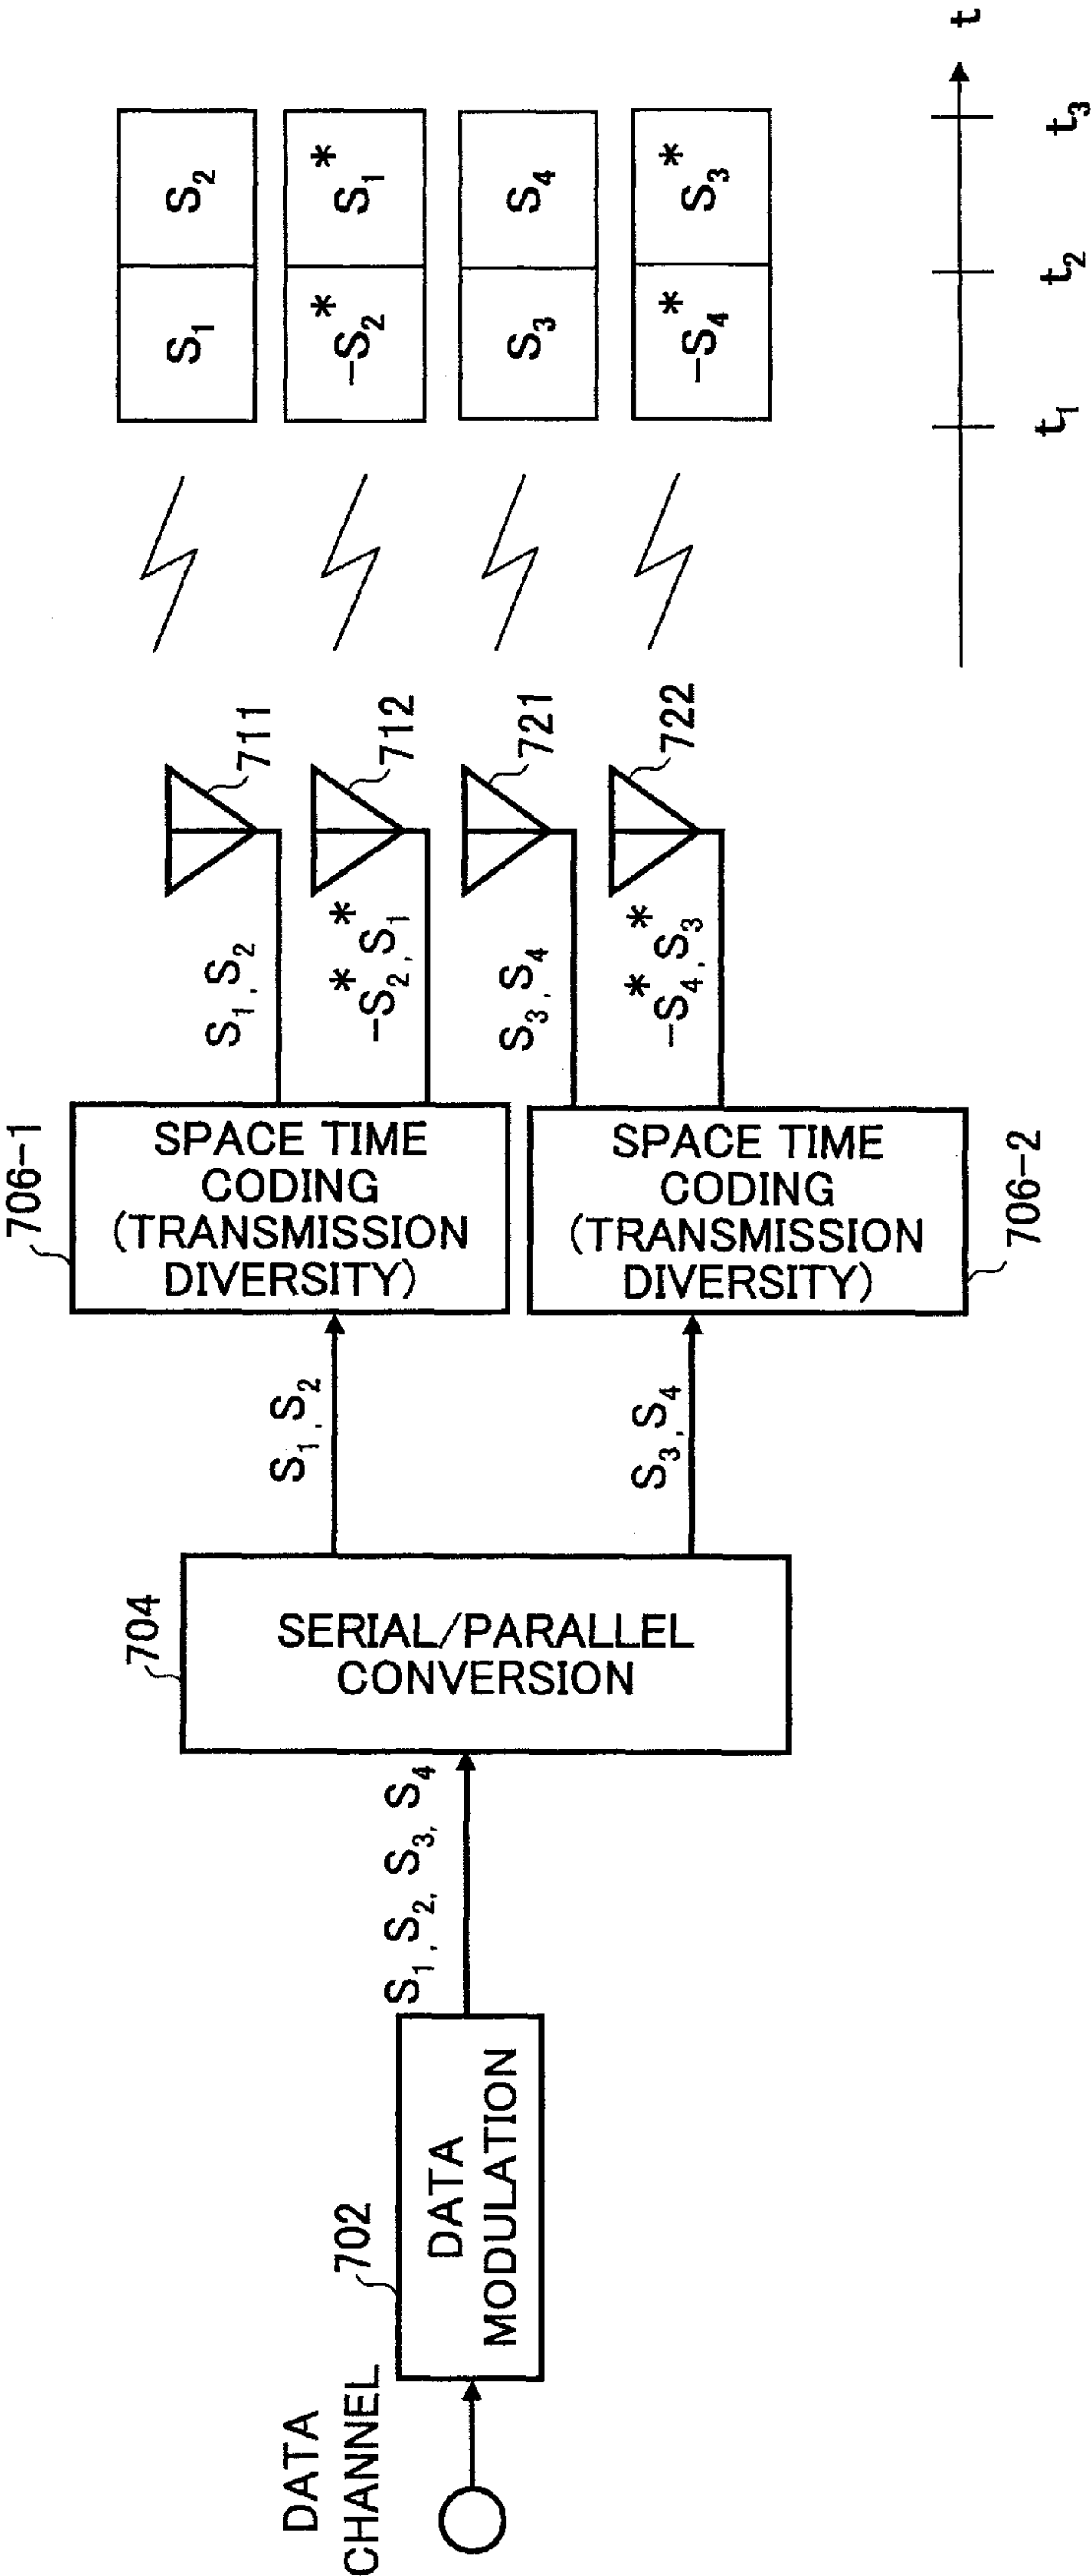 DATA
CHANNEL
702
DATA
MODULATION
S₁, S₂, S₃, S₄
704
SERIAL/PARALLEL
CONVERSION
S₁, S₂
S₃, S₄
706-1
SPACE TIME
CODING
(TRANSMISSION
DIVERSITY)
SPACE TIME
CODING
(TRANSMISSION
DIVERSITY)
706-2
S₁, S₂
-S₂*, S₁*
S₃, S₄
-S₄*, S₃*
711
712
721
722
S₁ S₂
-S₂* S₁*
S₃ S₄
-S₄* S₃*
t₁ t₂ t₃ t